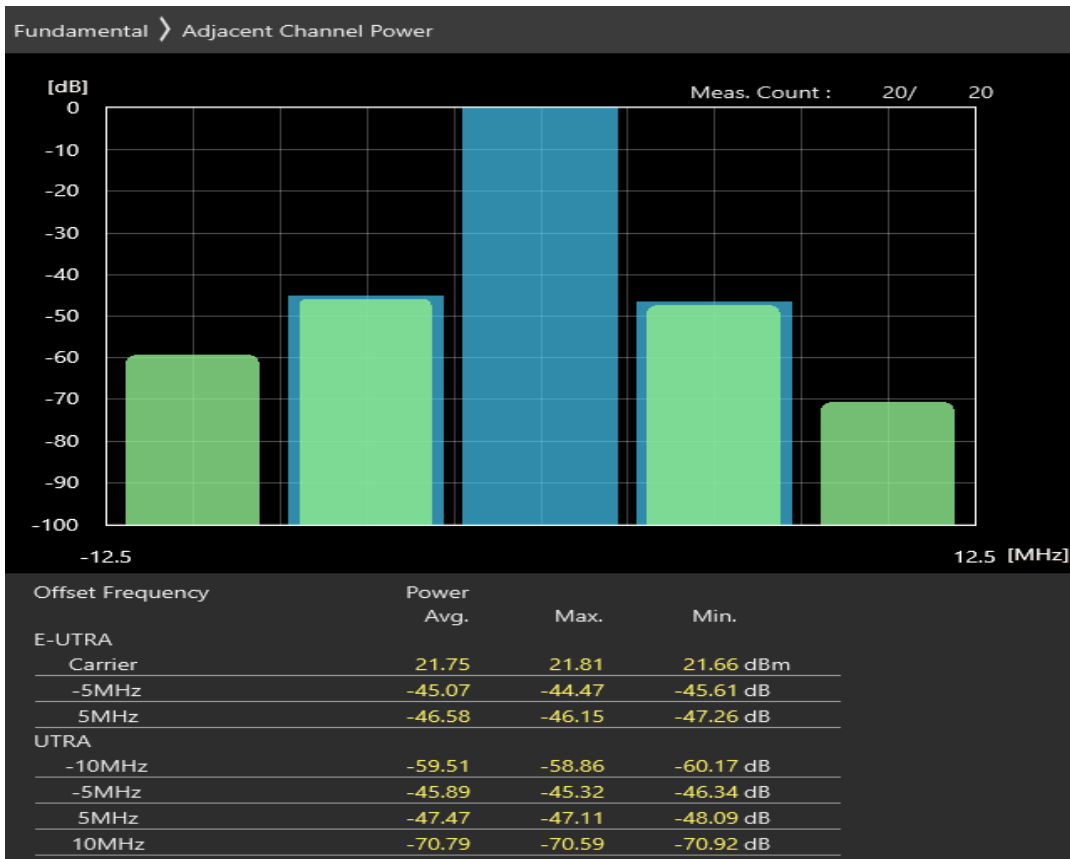 Fundamental 〉 Adjacent Channel Power
[dB]
Meas. Count : 20/ 20
0
-10
-20
-30
-40
-50
-60
-70
-80
-90
-100
-12.5 12.5 [MHz]
Offset Frequency Power
Avg. Max. Min.
E-UTRA
Carrier 21.75 21.81 21.66 dBm
-5MHz -45.07 -44.47 -45.61 dB
5MHz -46.58 -46.15 -47.26 dB
UTRA
-10MHz -59.51 -58.86 -60.17 dB
-5MHz -45.89 -45.32 -46.34 dB
5MHz -47.47 -47.11 -48.09 dB
10MHz -70.79 -70.59 -70.92 dB